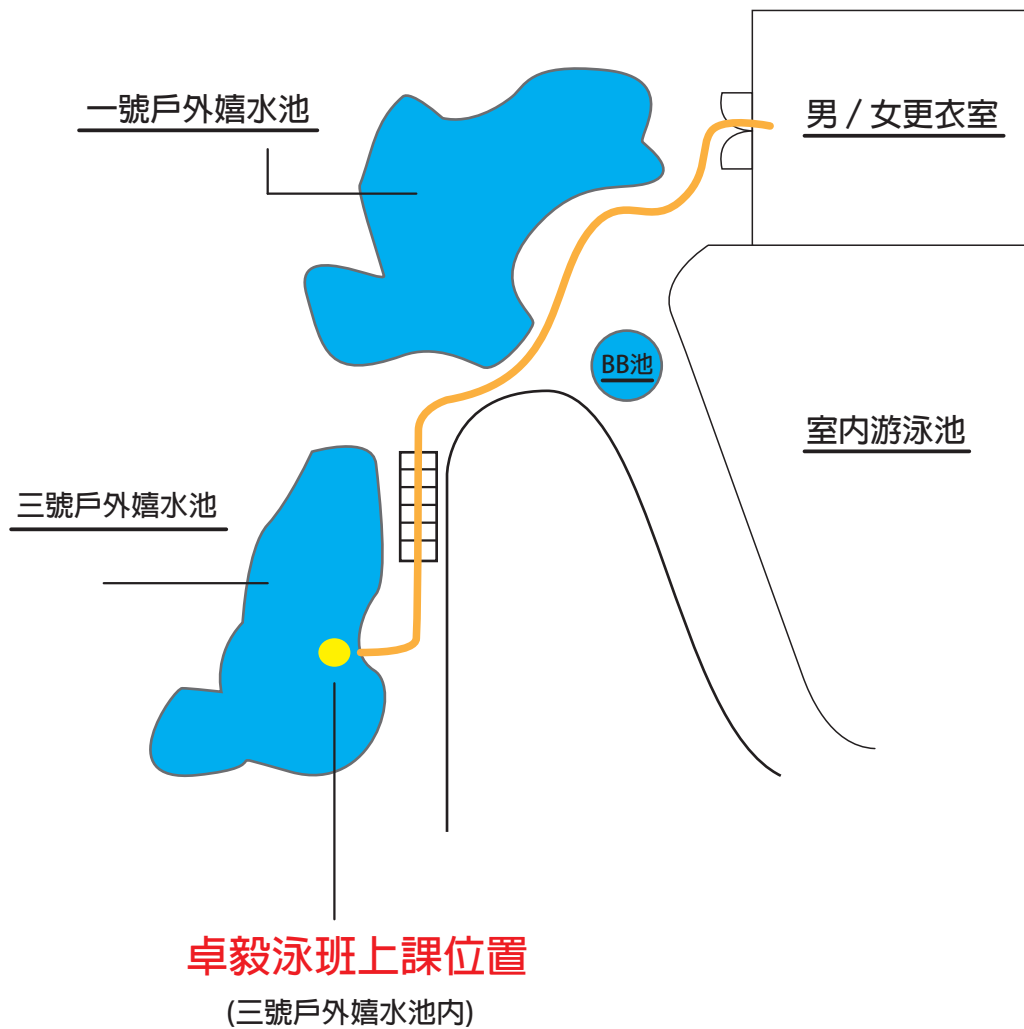 一號戶外嬉水池
男 / 女更衣室
BB池
室内游泳池
三號戶外嬉水池
卓毅泳班上課位置
(三號戶外嬉水池内)